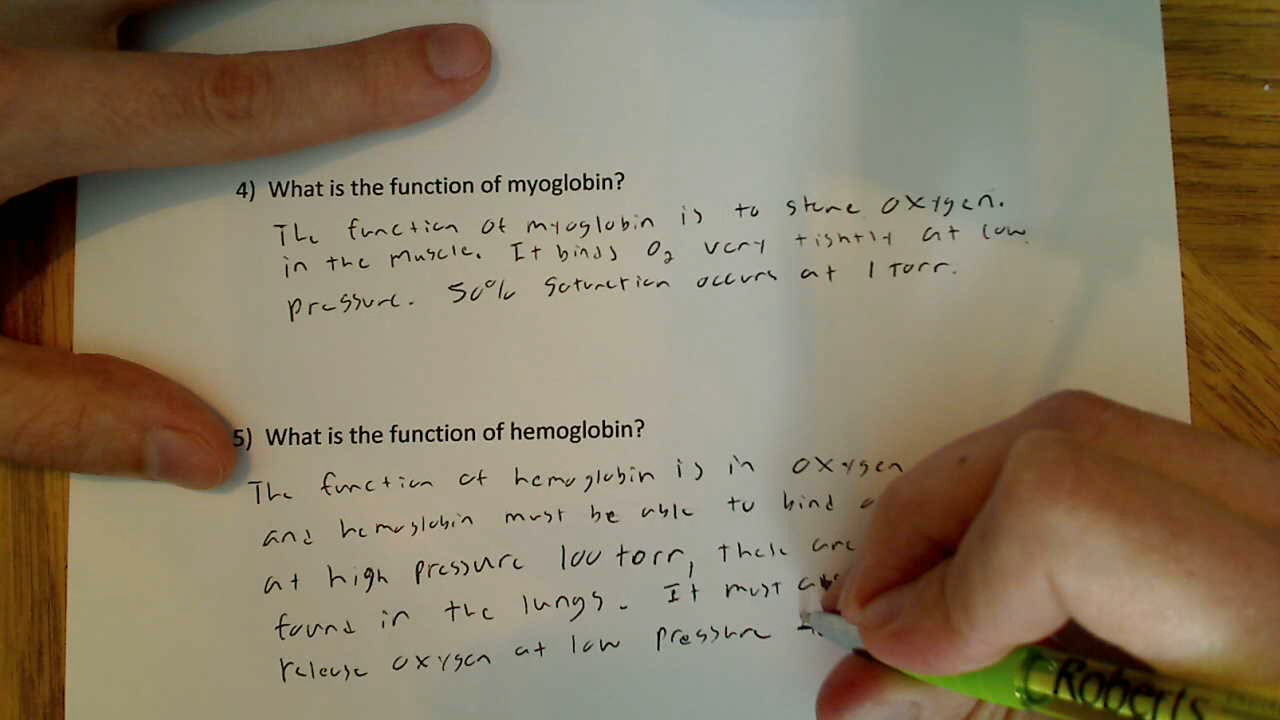 4) What is the function of myoglobin?
The function of myoglobin is to store oxygen.
in the muscle. It binds O2 very tightly at low
pressure. 50% saturation occurs at 1 Torr.
5) What is the function of hemoglobin?
The function of hemoglobin is in oxygen
and hemoglobin must be able to bind
at high pressure 100 torr, these are
found in the lungs. It must
release oxygen at low pressure
Roberts